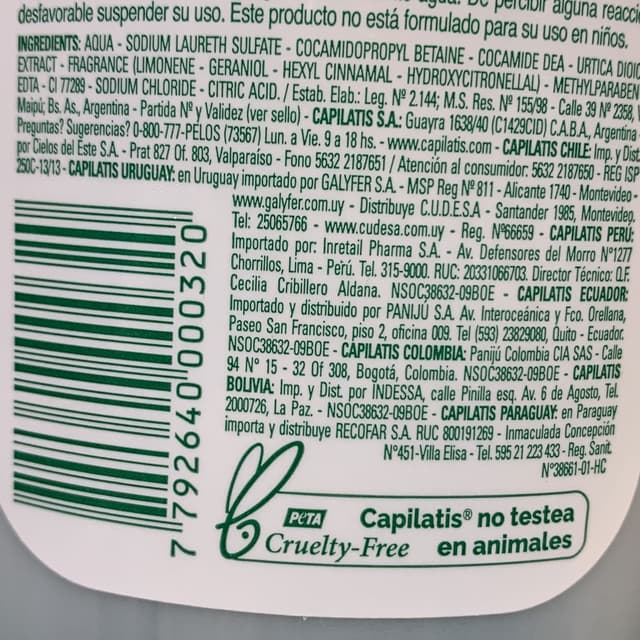 agua. De percibir alguna reacci
desfavorable suspender su uso. Este producto no está formulado para su uso en niños.
INGREDIENTS: AQUA - SODIUM LAURETH SULFATE - COCAMIDOPROPYL BETAINE - COCAMIDE DEA - URTICA DIOIC
EXTRACT - FRAGRANCE (LIMONENE - GERANIOL - HEXYL CINNAMAL - HYDROXYCITRONELLAL) - METHYLPARABEN
EDTA - CI 77289 - SODIUM CHLORIDE - CITRIC ACID. / Estab. Elab.: Leg. Nº 2.144; M.S. Res. Nº 155/98 - Calle 39 Nº 2358,
Maipú; Bs. As., Argentina - Partida Nº y Validez (ver sello) - CAPILATIS S.A.: Guayra 1638/40 (C1429CID) C.A.B.A., Argentina
Preguntas? Sugerencias? 0-800-777-PELOS (73567) Lun. a Vie. 9 a 18 hs. - www.capilatis.com - CAPILATIS CHILE: Imp. y Dist.
por Cielos del Este S.A. - Prat 827 Of. 803, Valparaíso - Fono 5632 2187651 / Atención al consumidor: 5632 2187650 - REG ISP
250C-13/13 - CAPILATIS URUGUAY: en Uruguay importado por GALYFER S.A. - MSP Reg Nº 811 - Alicante 1740 - Montevideo -
www.galyfer.com.uy - Distribuye C.U.D.E.S.A - Santander 1985, Montevideo,
Tel: 25065766 - www.cudesa.com.uy - Reg. Nº66659 - CAPILATIS PERÚ:
Importado por: Inretail Pharma S.A. - Av. Defensores del Morro Nº1277
Chorrillos, Lima - Perú. Tel. 315-9000. RUC: 20331066703. Director Técnico: Q.F.
Cecilia Cribillero Aldana. NSOC38632-09BOE - CAPILATIS ECUADOR:
Importado y distribuido por PANIJÚ S.A. Av. Interoceánica y Fco. Orellana,
Paseo San Francisco, piso 2, oficina 009. Tel (593) 23829080, Quito - Ecuador.
NSOC38632-09BOE - CAPILATIS COLOMBIA: Panijú Colombia CIA SAS - Calle
94 Nº 15 - 32 Of 308, Bogotá, Colombia. NSOC38632-09BOE - CAPILATIS
BOLIVIA: Imp. y Dist. por INDESSA, calle Pinilla esq. Av. 6 de Agosto, Tel.
2000726, La Paz. - NSOC38632-09BOE - CAPILATIS PARAGUAY: en Paraguay
importa y distribuye RECOFAR S.A. RUC 800191269 - Inmaculada Concepción
Nº451-Villa Elisa - Tel. 595 21 223 433 - Reg. Sanit.
Nº38661-01-HC
7 792640 000320
PETA
Cruelty-Free
Capilatis® no testea
en animales